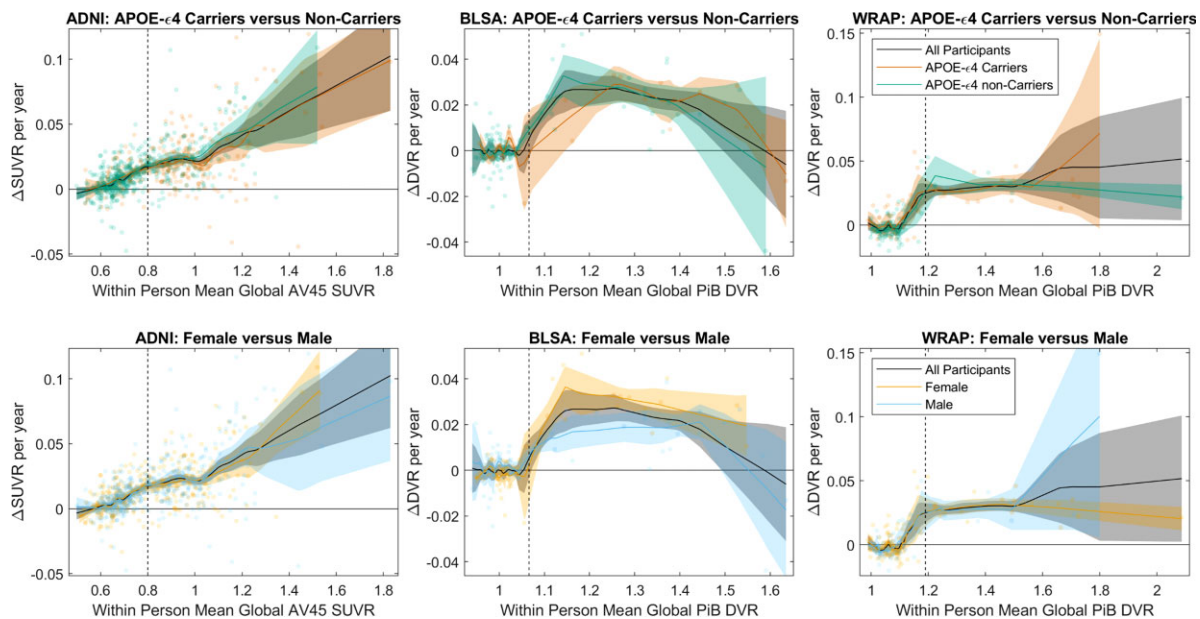 ADNI: APOE-ϵ4 Carriers versus Non-Carriers
0.1
0.05
0
-0.05
ΔSUVR per year
0.6 0.8 1 1.2 1.4 1.6 1.8
Within Person Mean Global AV45 SUVR
BLSA: APOE-ϵ4 Carriers versus Non-Carriers
0.04
0.02
0
-0.02
-0.04
ΔDVR per year
1 1.1 1.2 1.3 1.4 1.5 1.6
Within Person Mean Global PiB DVR
WRAP: APOE-ϵ4 Carriers versus Non-Carriers
0.15
0.1
0.05
0
ΔDVR per year
All Participants
APOE-ϵ4 Carriers
APOE-ϵ4 non-Carriers
1 1.2 1.4 1.6 1.8 2
Within Person Mean Global PiB DVR
ADNI: Female versus Male
0.1
0.05
0
-0.05
ΔSUVR per year
0.6 0.8 1 1.2 1.4 1.6 1.8
Within Person Mean Global AV45 SUVR
BLSA: Female versus Male
0.04
0.02
0
-0.02
-0.04
ΔDVR per year
1 1.1 1.2 1.3 1.4 1.5 1.6
Within Person Mean Global PiB DVR
WRAP: Female versus Male
0.15
0.1
0.05
0
ΔDVR per year
All Participants
Female
Male
1 1.2 1.4 1.6 1.8 2
Within Person Mean Global PiB DVR